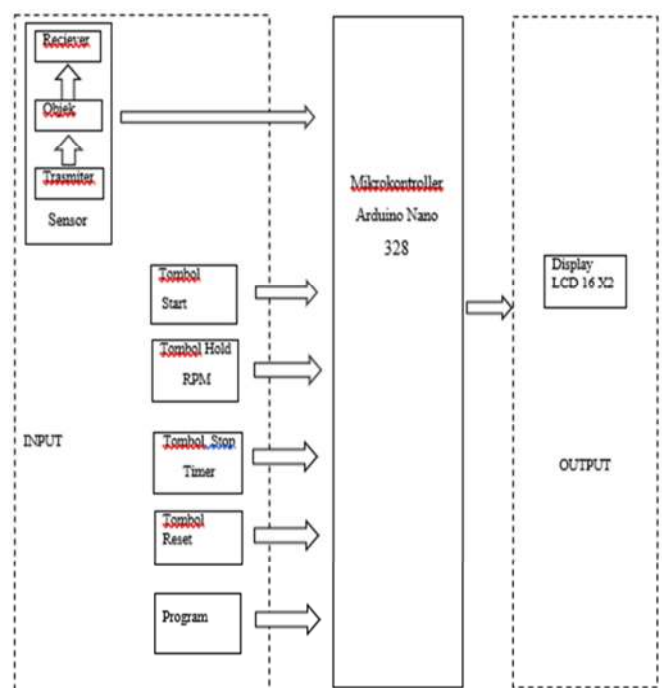 Reciever
Objek
Trasmiter
Sensor
Tombol
Start
Tombol Hold
RPM
INPUT
Tombol Stop
Timer
Tombol
Reset
Program
Mikrokontroller
Arduino Nano
328
Display
LCD 16 X2
OUTPUT